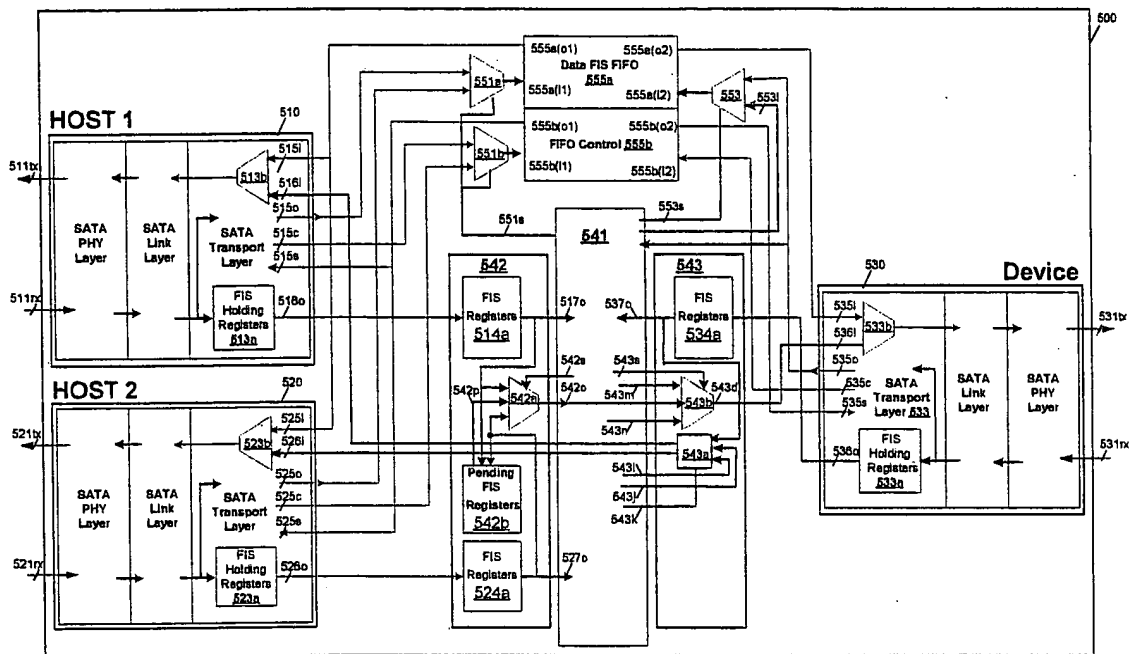 500
HOST 1
510
511tx
511rx
SATA
PHY
Layer
SATA
Link
Layer
SATA
Transport
Layer
513b
515i
516i
515o
515c
515s
FIS
Holding
Registers
516o
HOST 2
520
521tx
521rx
SATA
PHY
Layer
SATA
Link
Layer
SATA
Transport
Layer
523b
525i
526i
525o
525c
525s
FIS
Holding
Registers
523a
526o
551a
551b
551s
555a(o1)
555a(o2)
Data FIS FIFO
555a
555a(i1)
555a(i2)
555b(o1)
555b(o2)
FIFO Control 555b
555b(i1)
555b(i2)
553
553i
553s
541
542
FIS
Registers
514a
517o
542s
542p
542a
542o
Pending
FIS
Registers
542b
FIS
Registers
524a
527o
543
FIS
Registers
534a
537o
543s
543m
543b
543d
543n
543a
543i
543j
543k
Device
530
531tx
531rx
535i
536i
533b
535o
535c
535s
SATA
Transport
Layer 533
SATA
Link
Layer
SATA
PHY
Layer
FIS
Holding
Registers
533a
536o